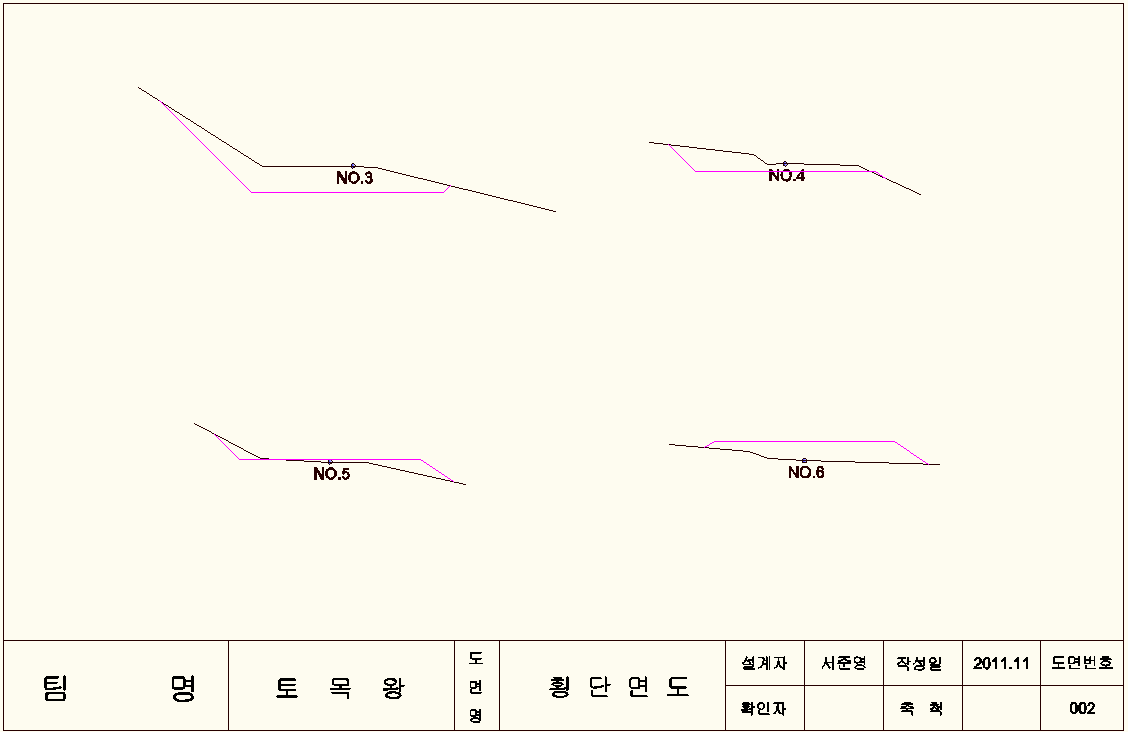 NO.3
NO.4
NO.5
NO.6
팀 명
토 목 왕
도면명
횡 단 면 도
설계자
서준영
작성일
2011.11
도면번호
확인자
축 척
002